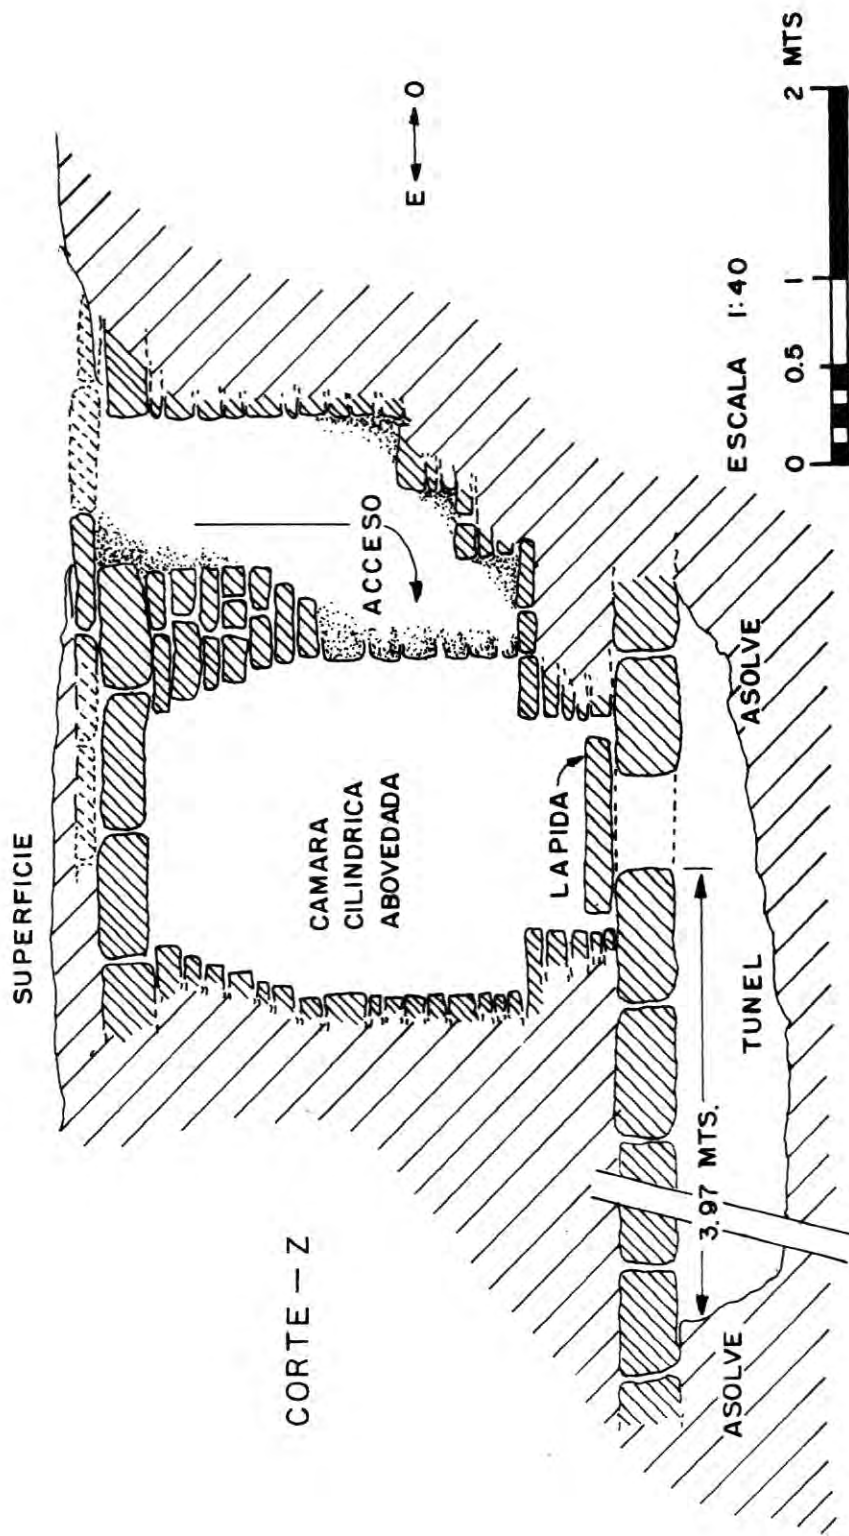 SUPERFICIE
CORTE – Z
CAMARA
CILINDRICA
ABOVEDADA
ACCESO
E O
LAPIDA
3.97 MTS.
TUNEL
ASOLVE
ASOLVE
ESCALA 1:40
0 0.5 1 2 MTS